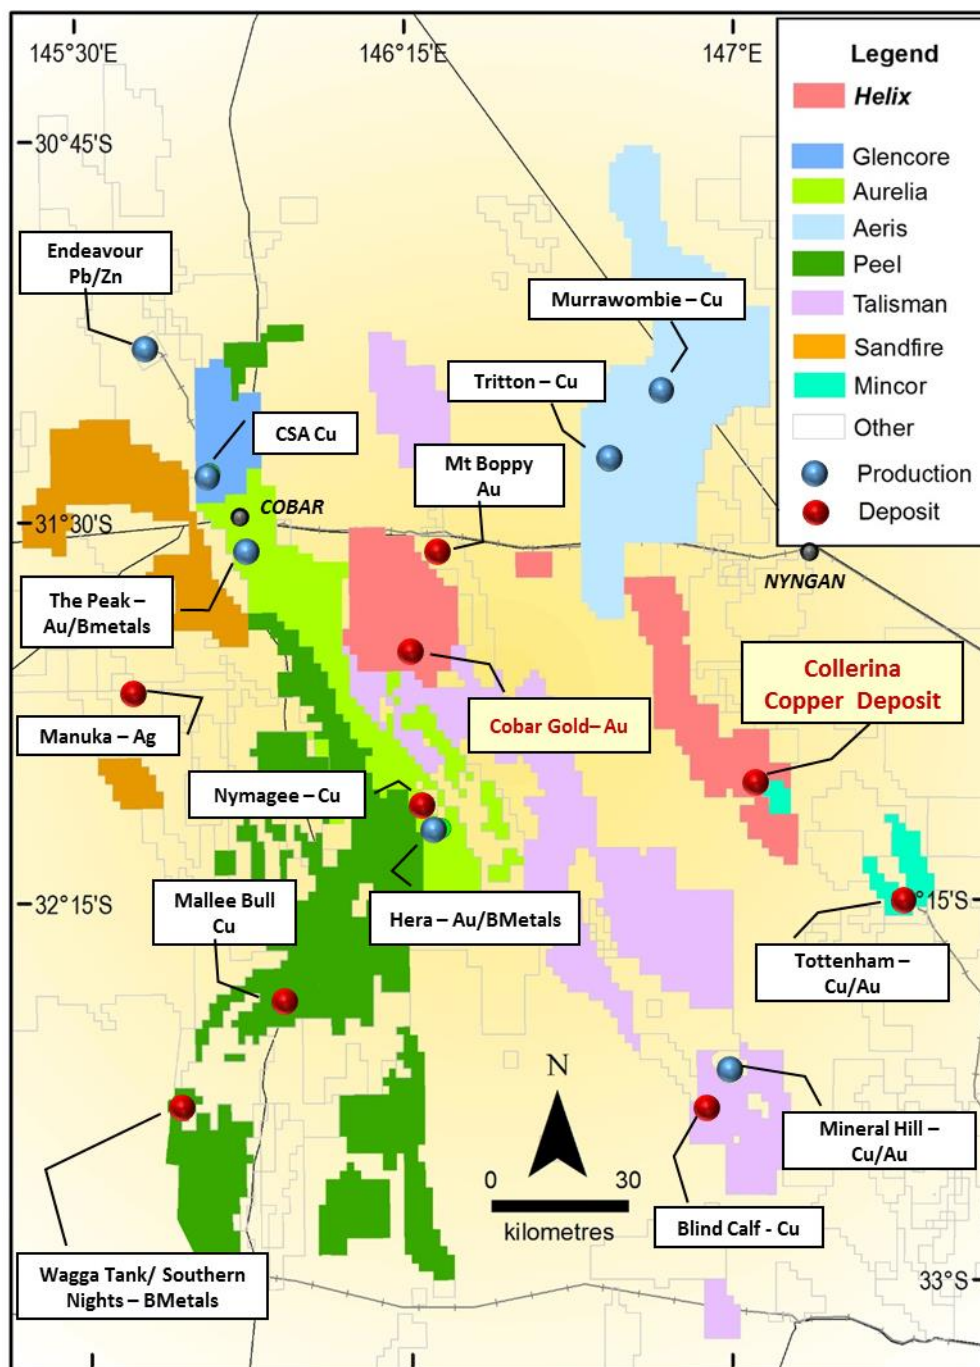 145°30'E
146°15'E
147°E
Legend
Helix
Glencore
Aurelia
Aeris
Peel
Talisman
Sandfire
Mincor
Other
Production
Deposit
30°45'S
Endeavour
Pb/Zn
Murrawombie – Cu
Tritton – Cu
CSA Cu
Mt Boppy
Au
COBAR
31°30'S
NYNGAN
The Peak –
Au/Bmetals
Collerina
Copper Deposit
Manuka – Ag
Cobar Gold– Au
Nymagee – Cu
Mallee Bull
Cu
32°15'S
Hera – Au/BMetals
°15'S
Tottenham –
Cu/Au
N
Mineral Hill –
Cu/Au
0
30
kilometres
Blind Calf - Cu
Wagga Tank/ Southern
Nights – BMetals
33°S